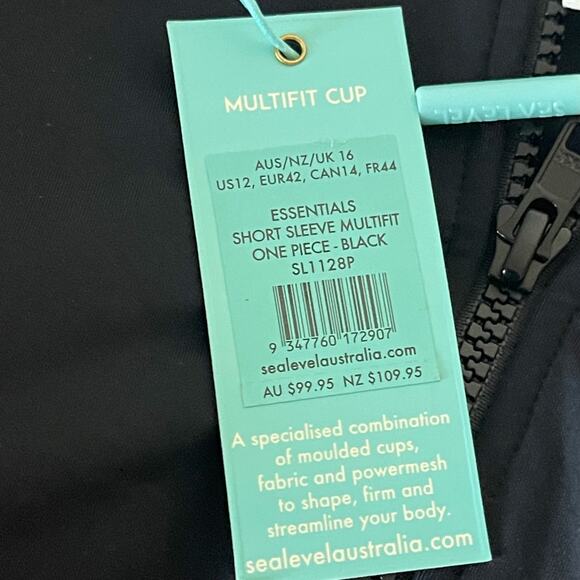 MULTIFIT CUP
SEA LEVEL
AUS/NZ/UK 16
US12, EUR42, CAN14, FR44
ESSENTIALS
SHORT SLEEVE MULTIFIT
ONE PIECE - BLACK
SL1128P
9 347760 172907
sealevelaustralia.com
AU $99.95 NZ $109.95
A specialised combination
of moulded cups,
fabric and powermesh
to shape, firm and
streamline your body.
sealevelaustralia.com